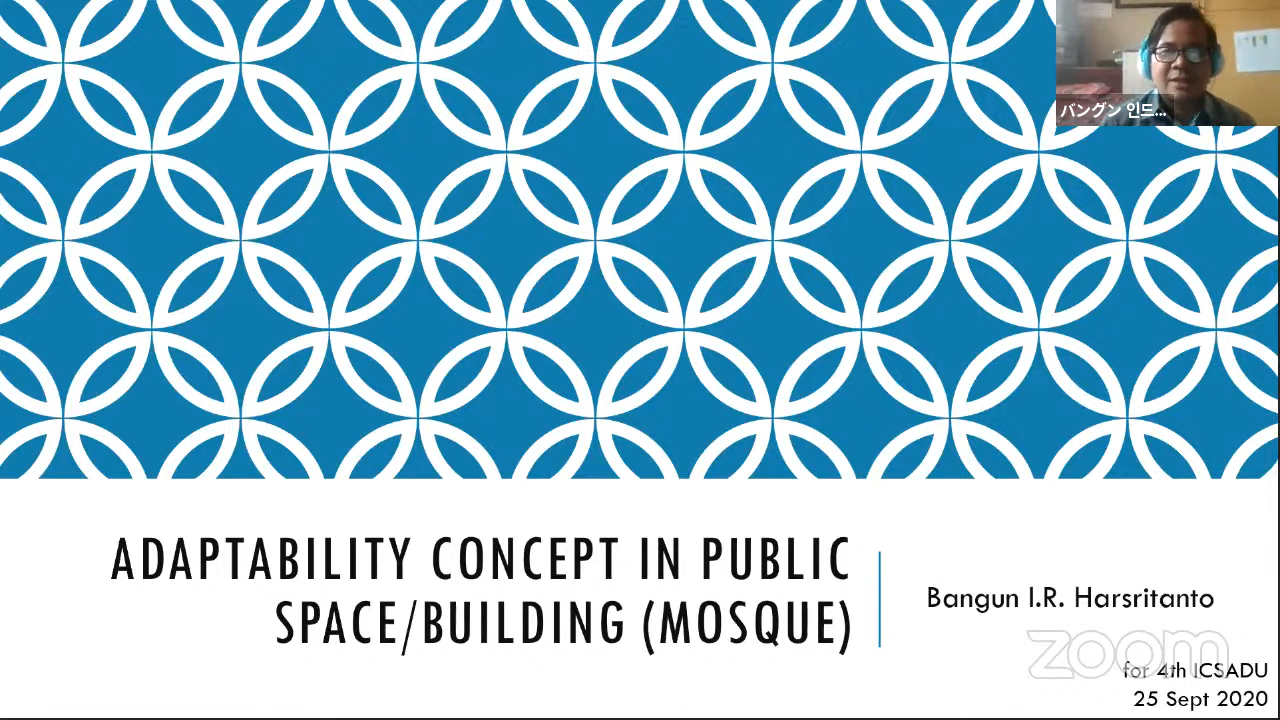 バングン 인드...
ADAPTABILITY CONCEPT IN PUBLIC
SPACE/BUILDING (MOSQUE)
Bangun I.R. Harsritanto
zoom
for 4th ICSADU
25 Sept 2020